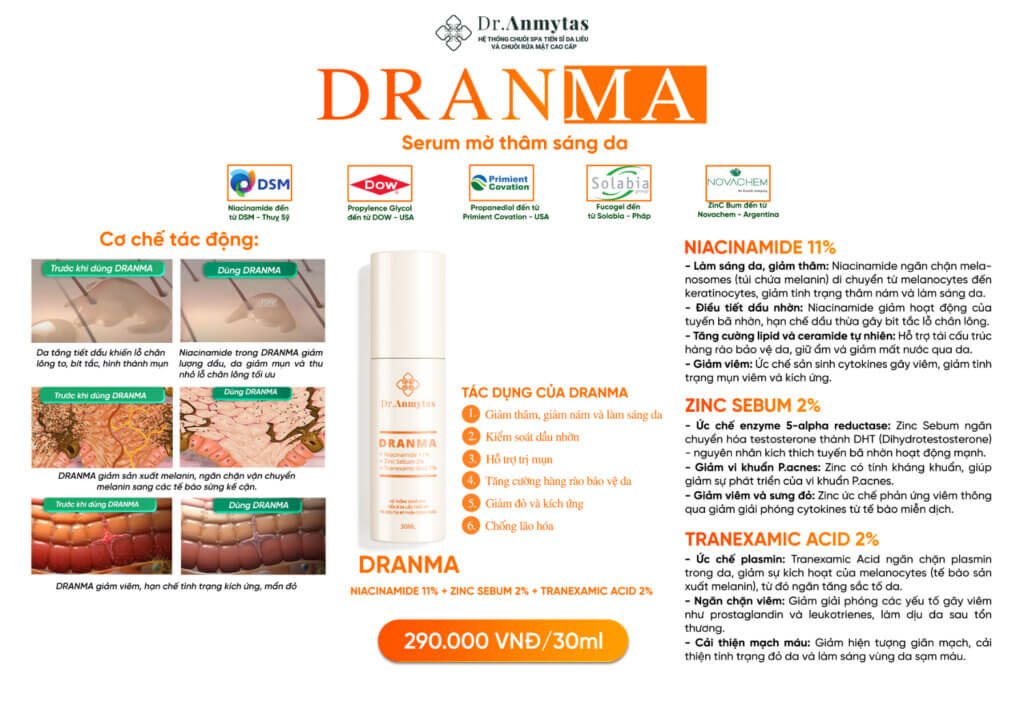 Dr.Anmytas
HỆ THỐNG CHUỖI SPA TIẾN SĨ DA LIỄU
VÀ CHUỖI RỬA MẶT CAO CẤP
DRANMA
Serum mờ thâm sáng da
DSM
Niacinamide đến
từ DSM - Thuỵ Sỹ
Dow
Propylence Glycol
đến từ DOW - USA
Primient
Covation
Propanediol đến từ
Primient Covation - USA
Solabia
group
Fucogel đến
từ Solabia - Pháp
NOVACHEM
ZinC Bum đến từ
Novachem - Argentina
Cơ chế tác động:
Trước khi dùng DRANMA
Dùng DRANMA
Da tăng tiết dầu khiến lỗ chân
lông to, bít tắc, hình thành mụn
Niacinamide trong DRANMA giảm
lượng dầu, da giảm mụn và thu
nhỏ lỗ chân lông tối ưu
Trước khi dùng DRANMA
Dùng DRANMA
DRANMA giảm sản xuất melanin, ngăn chặn vận chuyển
melanin sang các tế bào sừng kế cận.
Trước khi dùng DRANMA
Dùng DRANMA
DRANMA giảm viêm, hạn chế tình trạng kích ứng, mẩn đỏ
Dr.Anmytas
DRANMA
+ Niacinamide 11%
+ Zinc Sebum 2%
+ Tranexamic Acid 2%
30ML
TÁC DỤNG CỦA DRANMA
1. Giảm thâm, giảm nám và làm sáng da
2. Kiểm soát dầu nhờn
3. Hỗ trợ trị mụn
4. Tăng cường hàng rào bảo vệ da
5. Giảm đỏ và kích ứng
6. Chống lão hóa
DRANMA
NIACINAMIDE 11% + ZINC SEBUM 2% + TRANEXAMIC ACID 2%
290.000 VNĐ/30ml
NIACINAMIDE 11%
- Làm sáng da, giảm thâm: Niacinamide ngăn chặn mela-
nosomes (túi chứa melanin) di chuyển từ melanocytes đến
keratinocytes, giảm tình trạng thâm nám và làm sáng da.
- Điều tiết dầu nhờn: Niacinamide giảm hoạt động của
tuyến bã nhờn, hạn chế dầu thừa gây bít tắc lỗ chân lông.
- Tăng cường lipid và ceramide tự nhiên: Hỗ trợ tái cấu trúc
hàng rào bảo vệ da, giữ ẩm và giảm mất nước qua da.
- Giảm viêm: Ức chế sản sinh cytokines gây viêm, giảm tình
trạng mụn viêm và kích ứng.
ZINC SEBUM 2%
- Ức chế enzyme 5-alpha reductase: Zinc Sebum ngăn
chuyển hóa testosterone thành DHT (Dihydrotestosterone)
- nguyên nhân kích thích tuyến bã nhờn hoạt động mạnh.
- Giảm vi khuẩn P.acnes: Zinc có tính kháng khuẩn, giúp
giảm sự phát triển của vi khuẩn P.acnes.
- Giảm viêm và sưng đỏ: Zinc ức chế phản ứng viêm thông
qua giảm giải phóng cytokines từ tế bào miễn dịch.
TRANEXAMIC ACID 2%
- Ức chế plasmin: Tranexamic Acid ngăn chặn plasmin
trong da, giảm sự kích hoạt của melanocytes (tế bào sản
xuất melanin), từ đó ngăn tăng sắc tố da.
- Ngăn chặn viêm: Giảm giải phóng các yếu tố gây viêm
như prostaglandin và leukotrienes, làm dịu da sau tổn
thương.
- Cải thiện mạch máu: Giảm hiện tượng giãn mạch, cải
thiện tình trạng đỏ da và làm sáng vùng da sạm màu.